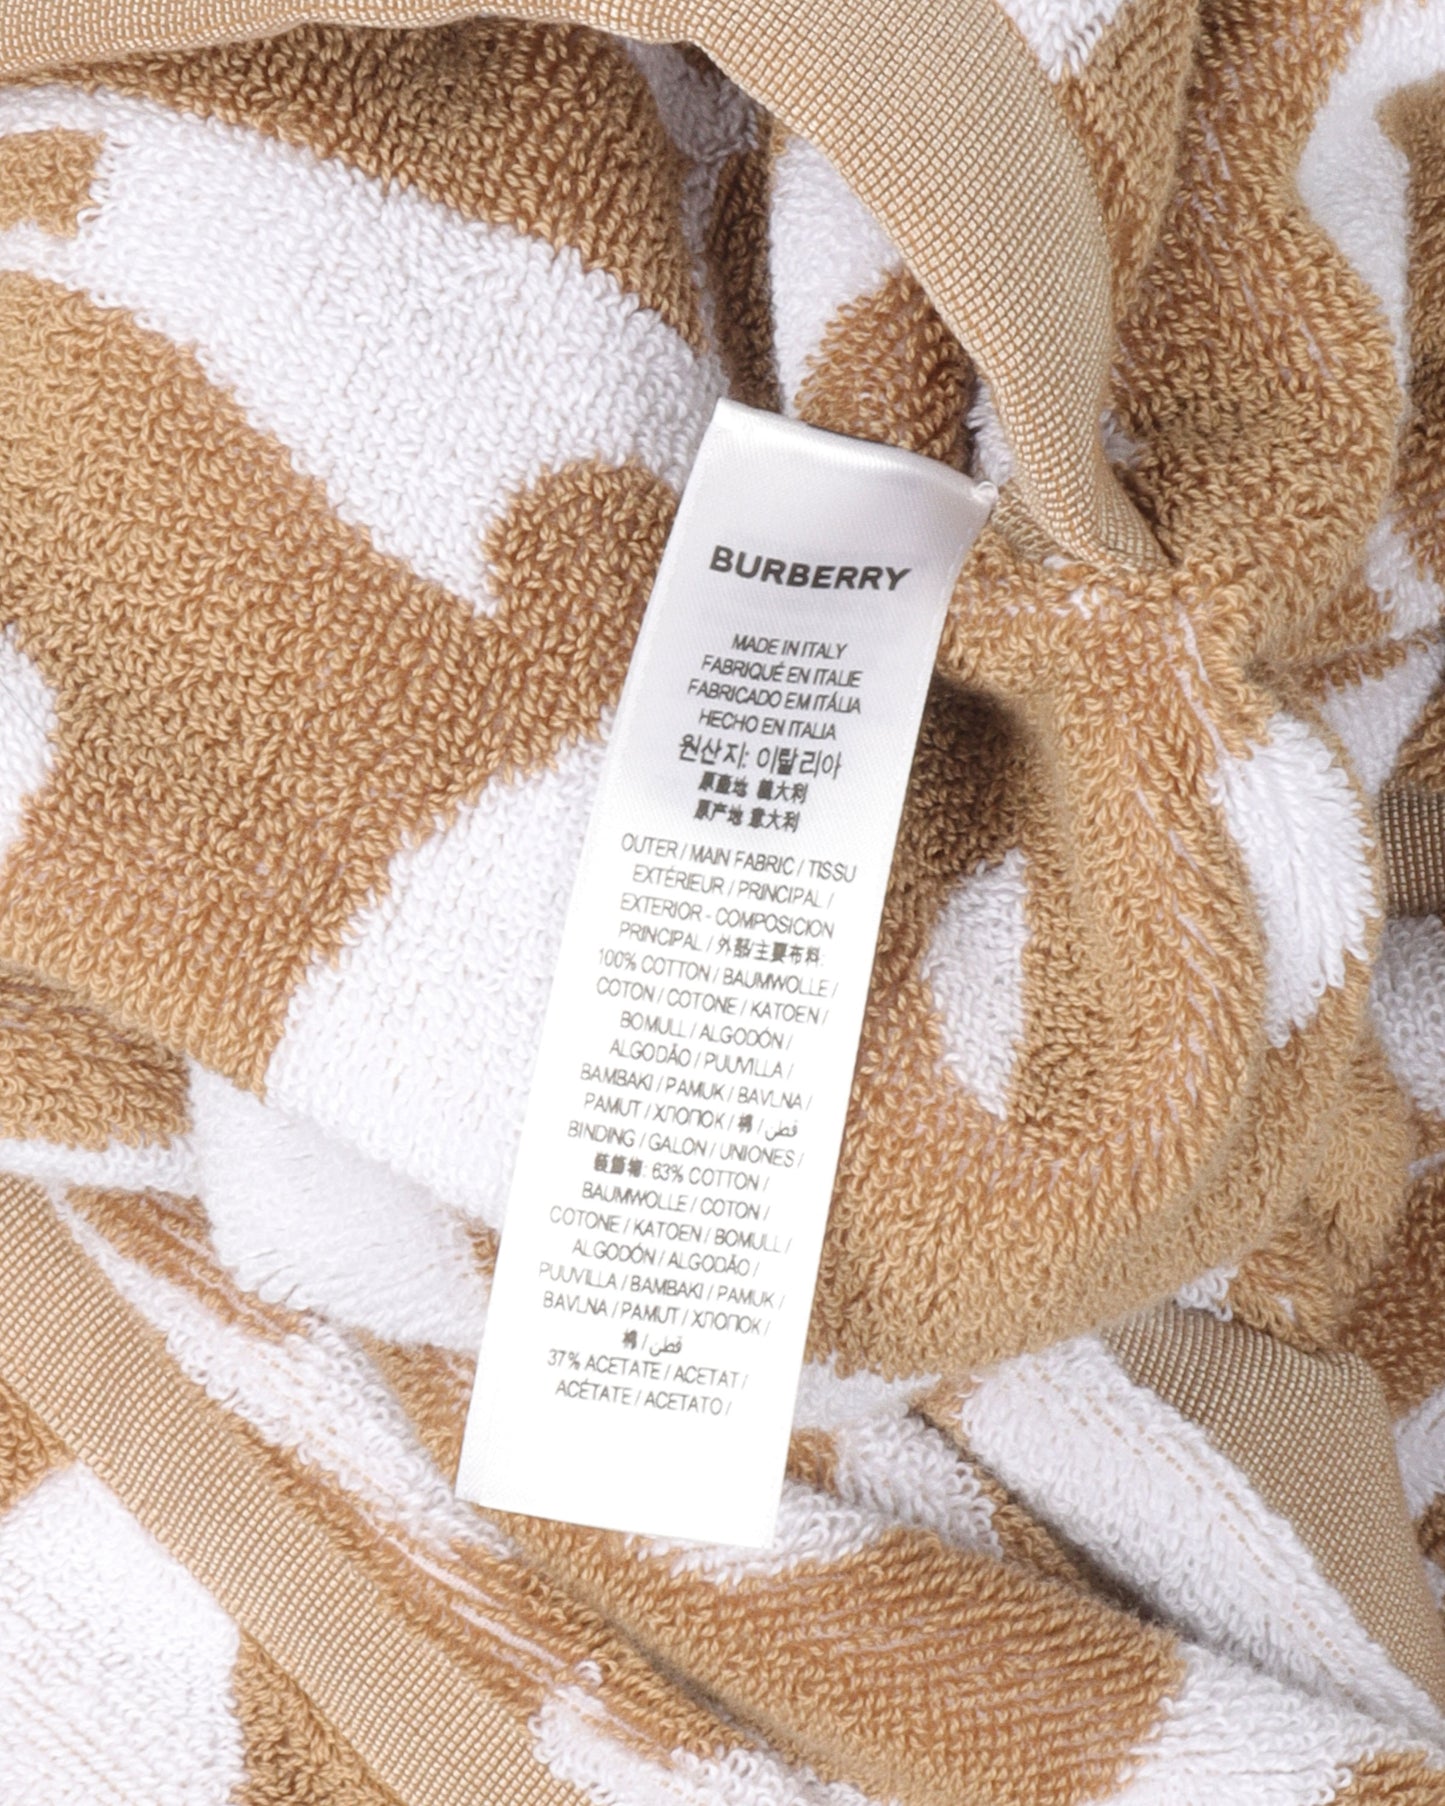 BURBERRY
MADE IN ITALY
FABRIQUÉ EN ITALIE
FABRICADO EM ITÁLIA
HECHO EN ITALIA
원산지: 이탈리아
原產地 義大利
原产地 意大利
OUTER / MAIN FABRIC / TISSU
EXTÉRIEUR / PRINCIPAL /
EXTERIOR - COMPOSICION
PRINCIPAL / 外部/主要布料:
100% COTTON / BAUMWOLLE /
COTON / COTONE / KATOEN /
BOMULL / ALGODÓN /
ALGODÃO / PUUVILLA /
BAMBAKI / PAMUK / BAVLNA /
PAMUT / ХЛОПОК / 棉 / قطن
BINDING / GALON / UNIONES /
裝飾邊: 63% COTTON /
BAUMWOLLE / COTON /
COTONE / KATOEN / BOMULL /
ALGODÓN / ALGODÃO /
PUUVILLA / BAMBAKI / PAMUK /
BAVLNA / PAMUT / ХЛОПОК /
棉 / قطن
37% ACETATE / ACETAT /
ACÉTATE / ACETATO /